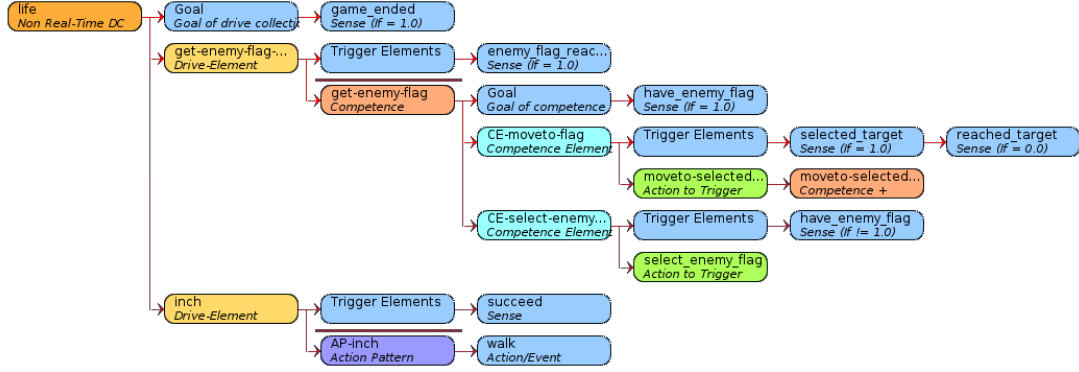 life
Non Real-Time DC
Goal
Goal of drive collectic
game_ended
Sense (If = 1.0)
get-enemy-flag-...
Drive-Element
Trigger Elements
enemy_flag_reac...
Sense (If = 1.0)
get-enemy-flag
Competence
Goal
Goal of competence
have_enemy_flag
Sense (If = 1.0)
CE-moveto-flag
Competence Element
Trigger Elements
selected_target
Sense (If = 1.0)
reached_target
Sense (If = 0.0)
moveto-selected...
Action to Trigger
moveto-selected...
Competence +
CE-select-enemy...
Competence Element
Trigger Elements
have_enemy_flag
Sense (If != 1.0)
select_enemy_flag
Action to Trigger
inch
Drive-Element
Trigger Elements
succeed
Sense
AP-inch
Action Pattern
walk
Action/Event